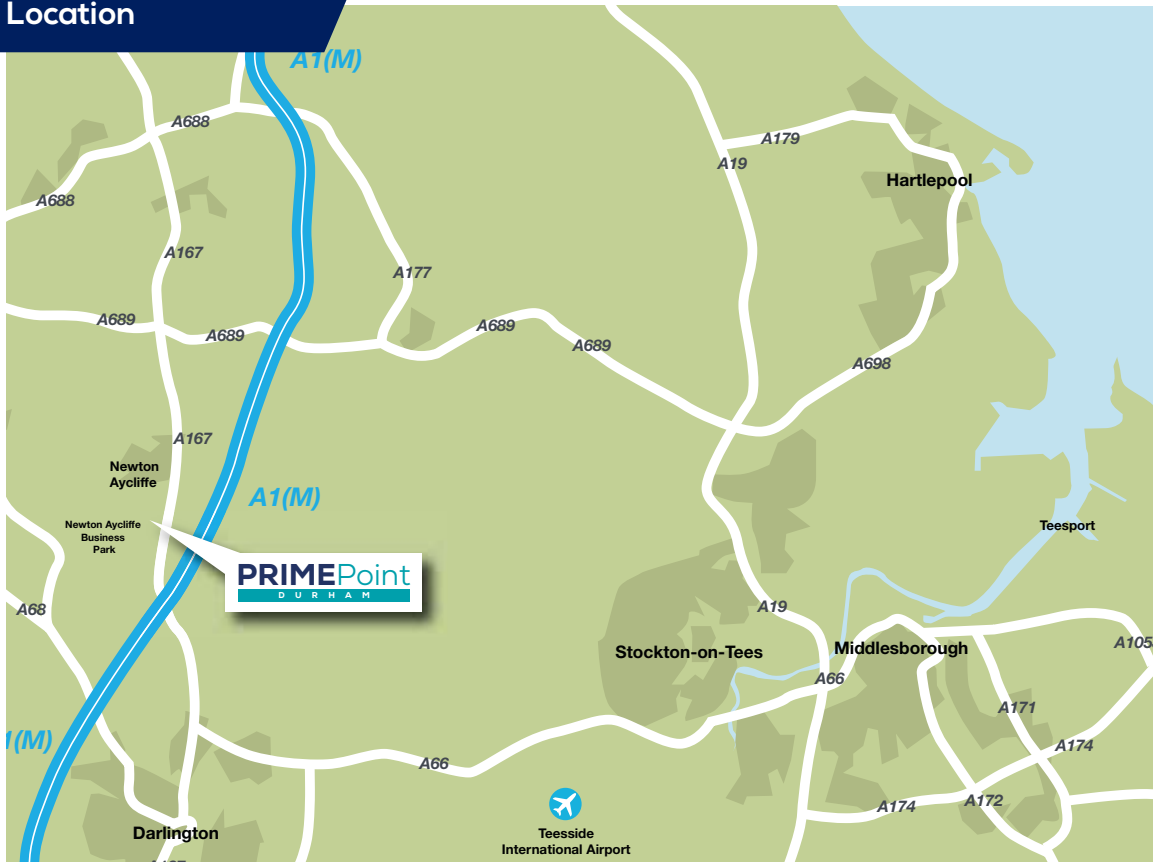 Location
A1(M)
A688
A179
A19
Hartlepool
A688
A167
A177
A689
A689
A689
A689
A698
A167
Newton
Aycliffe
A1(M)
Newton Aycliffe
Business
Park
Teesport
PRIMEPoint
DURHAM
A68
A19
Stockton-on-Tees
Middlesborough
A105
A66
A171
1(M)
A174
A66
A172
A174
Teesside
International Airport
Darlington